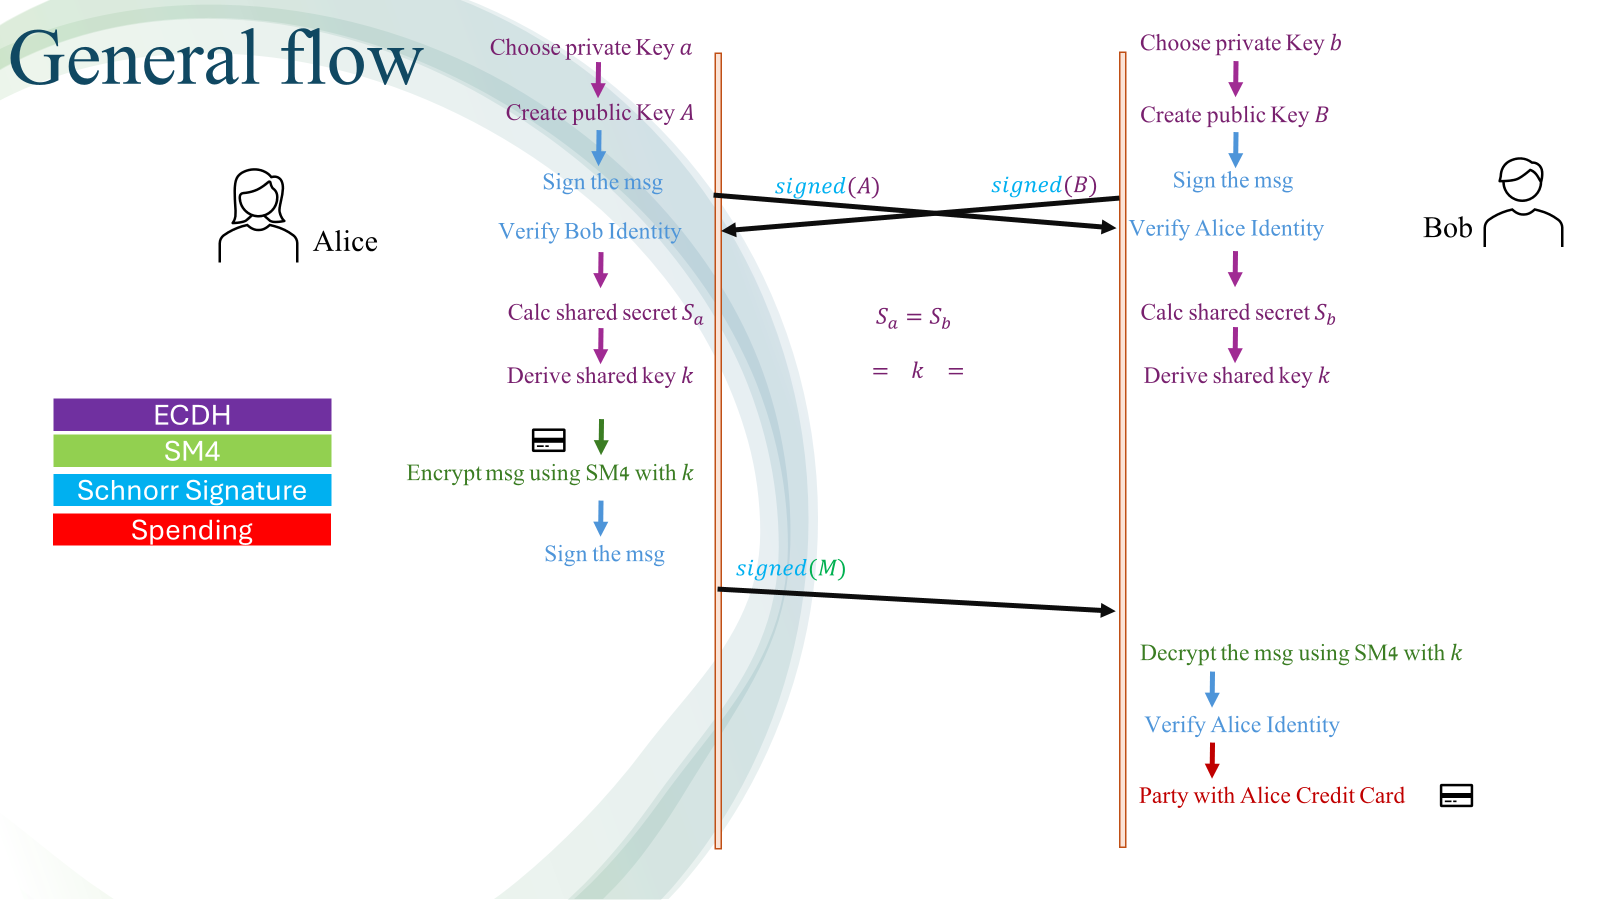 General flow
Choose private Key a
Create public Key A
Sign the msg
Verify Bob Identity
Calc shared secret Sₐ
Derive shared key k
Encrypt msg using SM4 with k
Sign the msg
Alice
ECDH
SM4
Schnorr Signature
Spending
signed(A)
signed(B)
Sₐ = S_b
= k =
signed(M)
Choose private Key b
Create public Key B
Sign the msg
Verify Alice Identity
Calc shared secret S_b
Derive shared key k
Bob
Decrypt the msg using SM4 with k
Verify Alice Identity
Party with Alice Credit Card